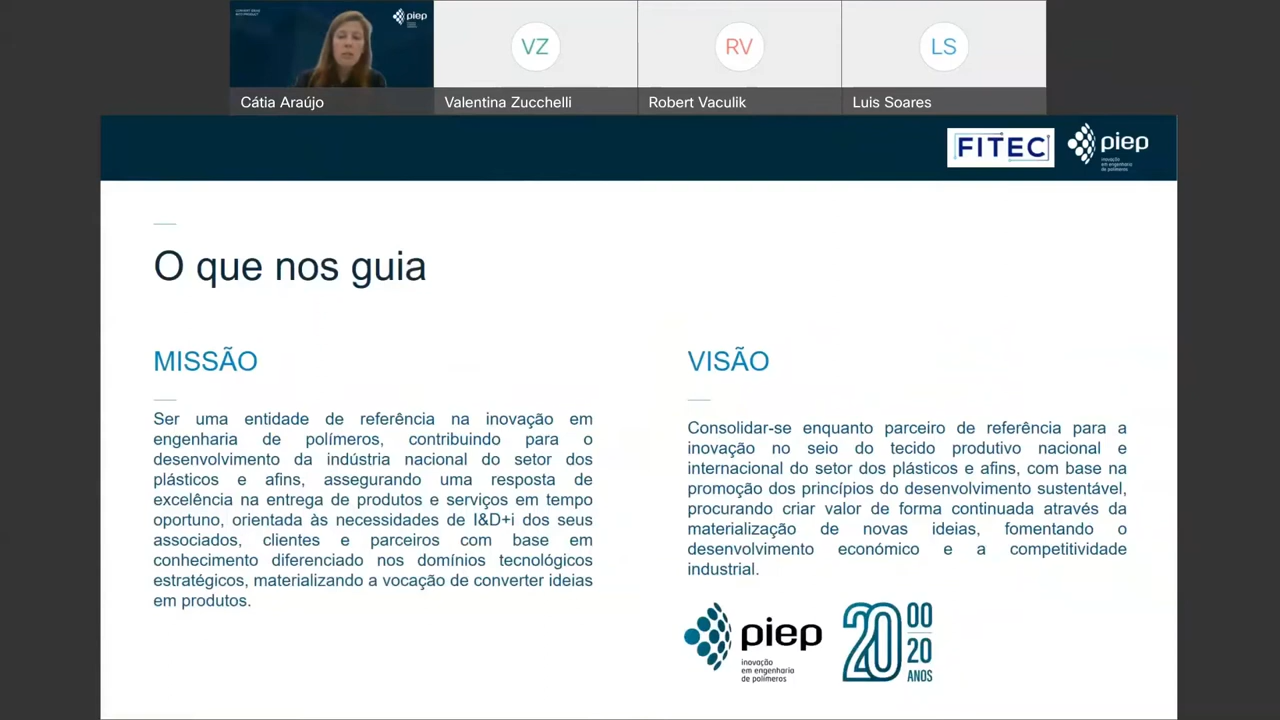 piep
VZ
RV
LS
Cátia Araújo
Valentina Zucchelli
Robert Vaculik
Luis Soares
FITEC
piep
inovação
em engenharia
de polímeros
O que nos guia
MISSÃO
Ser uma entidade de referência na inovação em
engenharia de polímeros, contribuindo para o
desenvolvimento da indústria nacional do setor dos
plásticos e afins, assegurando uma resposta de
excelência na entrega de produtos e serviços em tempo
oportuno, orientada às necessidades de I&D+i dos seus
associados, clientes e parceiros com base em
conhecimento diferenciado nos domínios tecnológicos
estratégicos, materializando a vocação de converter ideias
em produtos.
VISÃO
Consolidar-se enquanto parceiro de referência para a
inovação no seio do tecido produtivo nacional e
internacional do setor dos plásticos e afins, com base na
promoção dos princípios do desenvolvimento sustentável,
procurando criar valor de forma continuada através da
materialização de novas ideias, fomentando o
desenvolvimento económico e a competitividade
industrial.
piep
inovação
em engenharia
de polímeros
20
00
20
ANOS